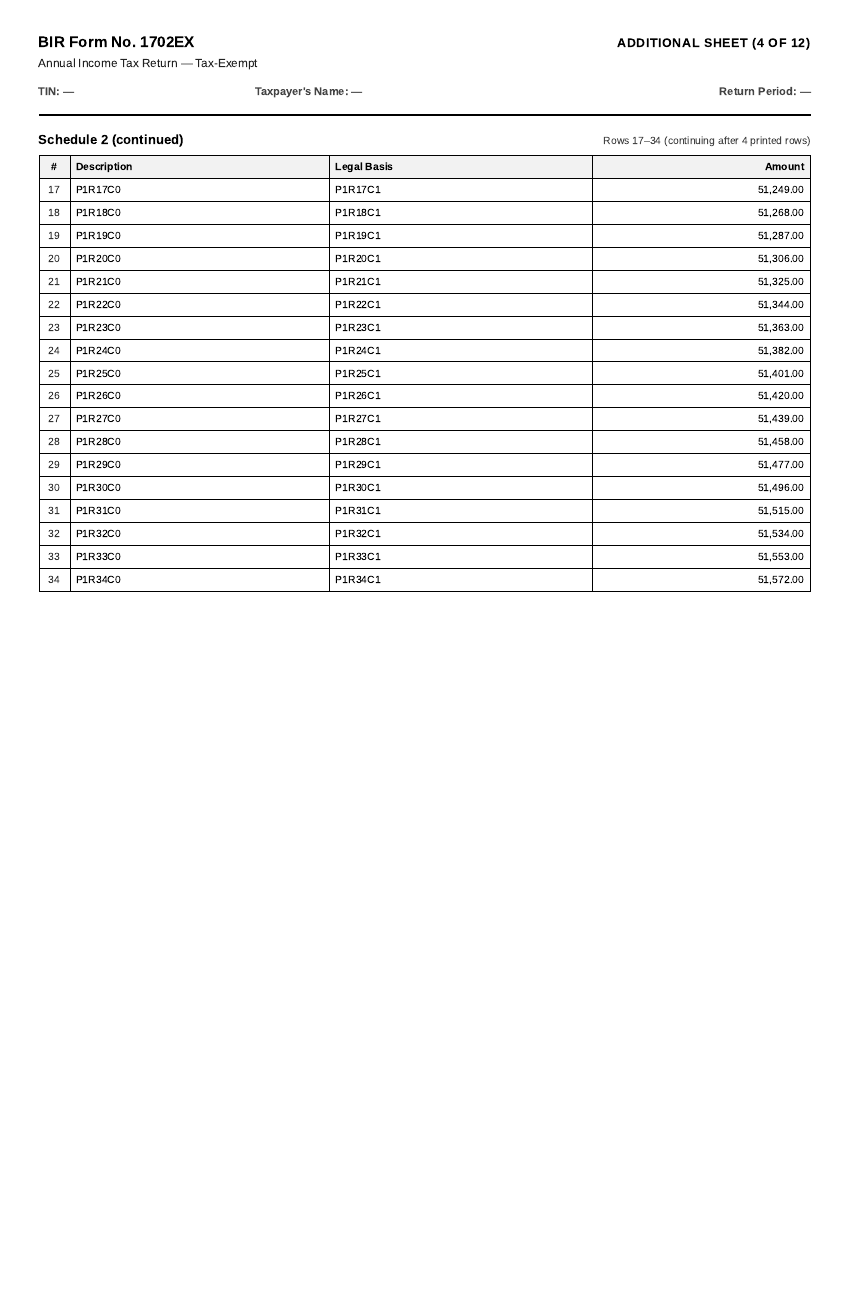 BIR Form No. 1702EX
ADDITIONAL SHEET (4 OF 12)
Annual Income Tax Return — Tax-Exempt
TIN: — Taxpayer's Name: — Return Period: —
Schedule 2 (continued) Rows 17–34 (continuing after 4 printed rows)
# Description Legal Basis Amount
17 P1R17C0 P1R17C1 51,249.00
18 P1R18C0 P1R18C1 51,268.00
19 P1R19C0 P1R19C1 51,287.00
20 P1R20C0 P1R20C1 51,306.00
21 P1R21C0 P1R21C1 51,325.00
22 P1R22C0 P1R22C1 51,344.00
23 P1R23C0 P1R23C1 51,363.00
24 P1R24C0 P1R24C1 51,382.00
25 P1R25C0 P1R25C1 51,401.00
26 P1R26C0 P1R26C1 51,420.00
27 P1R27C0 P1R27C1 51,439.00
28 P1R28C0 P1R28C1 51,458.00
29 P1R29C0 P1R29C1 51,477.00
30 P1R30C0 P1R30C1 51,496.00
31 P1R31C0 P1R31C1 51,515.00
32 P1R32C0 P1R32C1 51,534.00
33 P1R33C0 P1R33C1 51,553.00
34 P1R34C0 P1R34C1 51,572.00